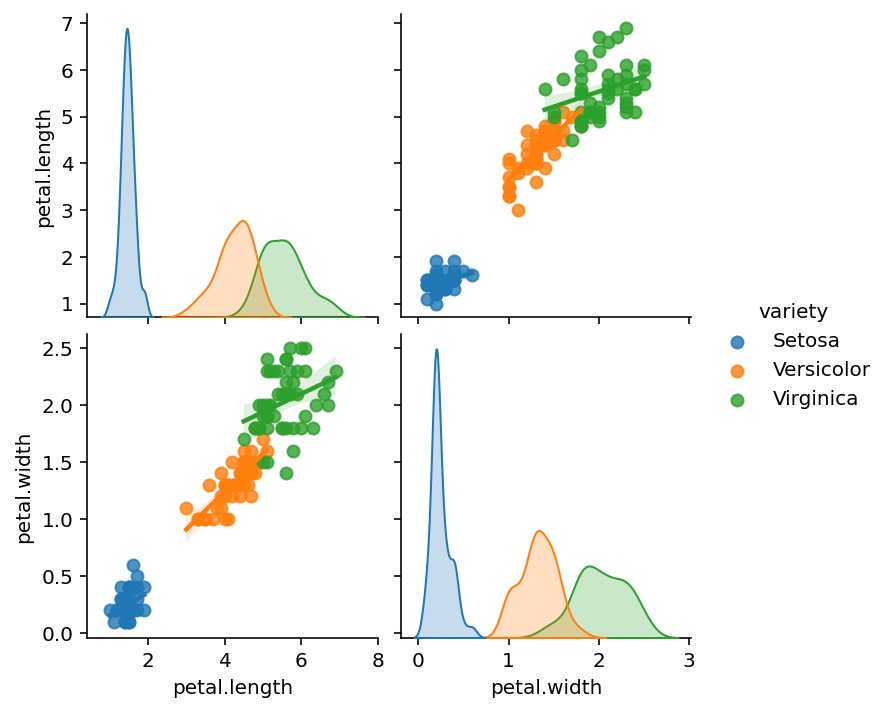 7
6
5
4
3
2
1
petal.length
variety
Setosa
Versicolor
Virginica
2.5
2.0
1.5
1.0
0.5
0.0
petal.width
2 4 6 8
petal.length
0 1 2 3
petal.width